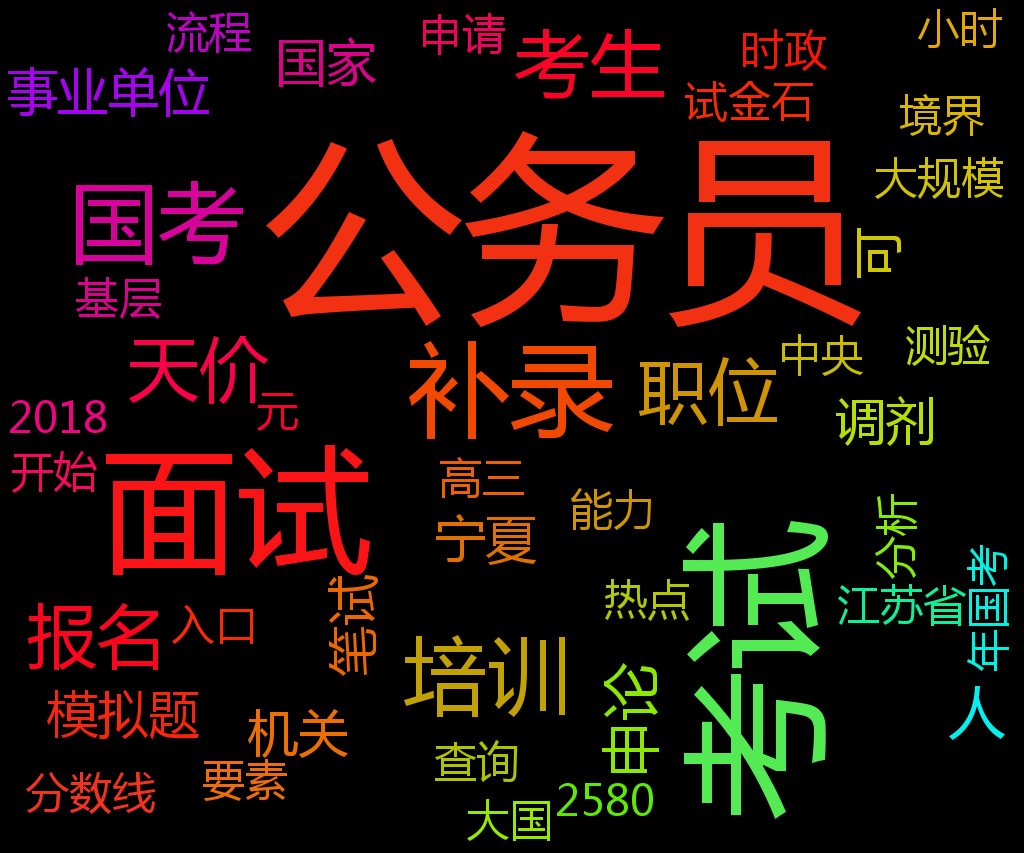 流程
国家
申请
考生
时政
小时
事业单位
试金石
境界
公务员
大规模
国考
可
基层
天价
元
补录
职位
中央
测验
2018
调剂
开始
面试
高三
能力
宁夏
考试
分析
年国考
报名
入口
笔试
热点
江苏省
培训
申论
人
模拟题
机关
查询
要素
分数线
大国
2580